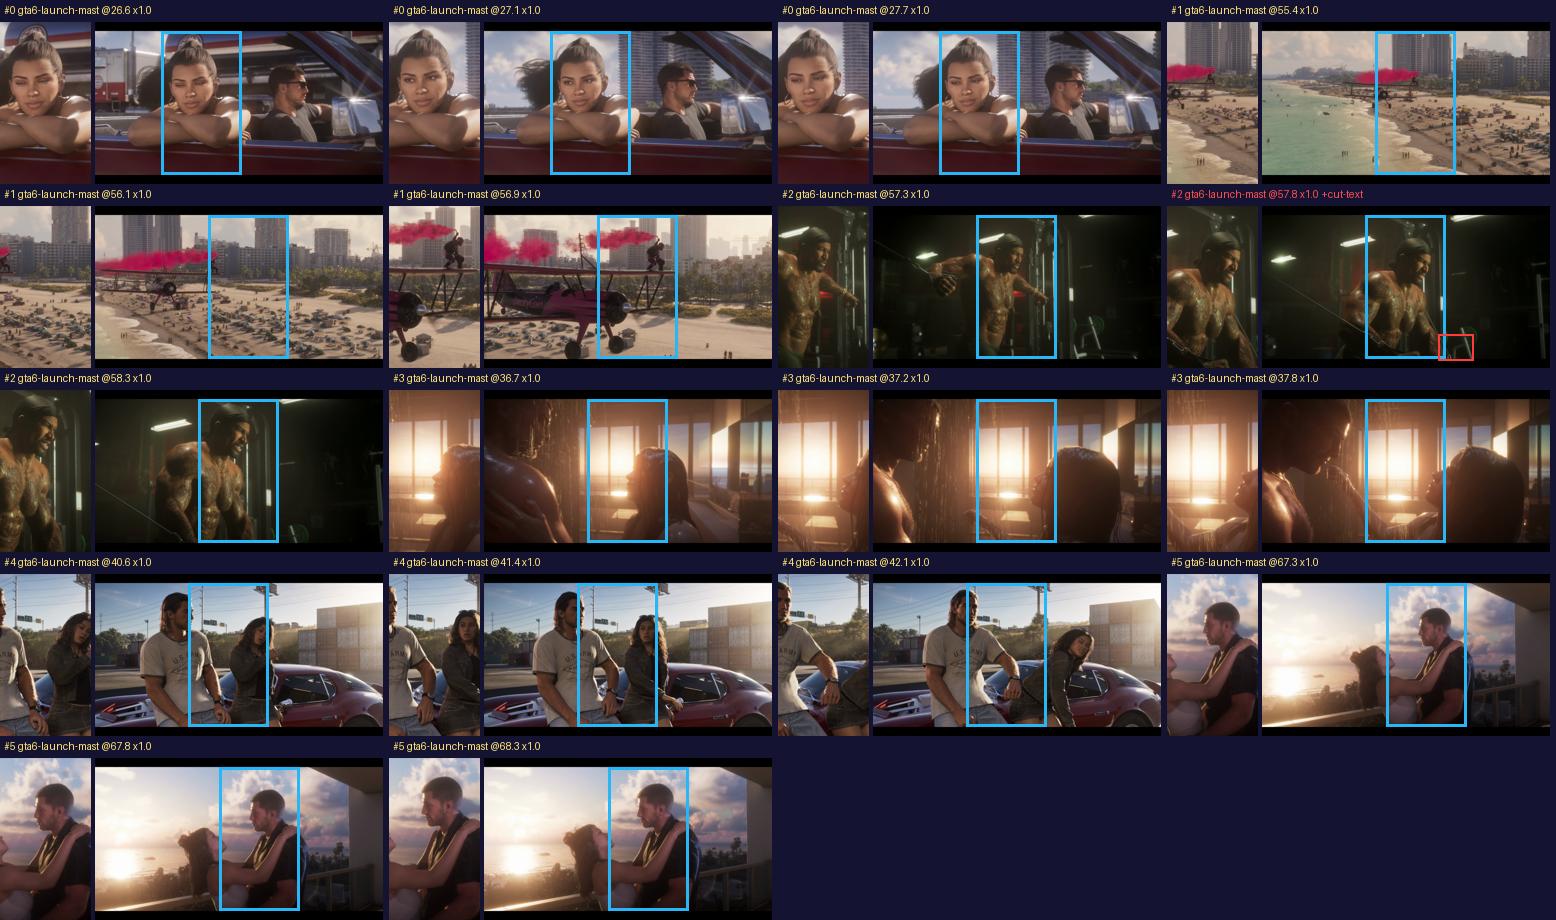 #0 gta6-launch-mast @26.6 x1.0
#0 gta6-launch-mast @27.1 x1.0
#0 gta6-launch-mast @27.7 x1.0
#1 gta6-launch-mast @55.4 x1.0
#1 gta6-launch-mast @56.1 x1.0
#1 gta6-launch-mast @56.9 x1.0
#2 gta6-launch-mast @57.3 x1.0
#2 gta6-launch-mast @57.8 x1.0 +cut-text
#2 gta6-launch-mast @58.3 x1.0
#3 gta6-launch-mast @36.7 x1.0
#3 gta6-launch-mast @37.2 x1.0
#3 gta6-launch-mast @37.8 x1.0
#4 gta6-launch-mast @40.6 x1.0
#4 gta6-launch-mast @41.4 x1.0
#4 gta6-launch-mast @42.1 x1.0
#5 gta6-launch-mast @67.3 x1.0
#5 gta6-launch-mast @67.8 x1.0
#5 gta6-launch-mast @68.3 x1.0